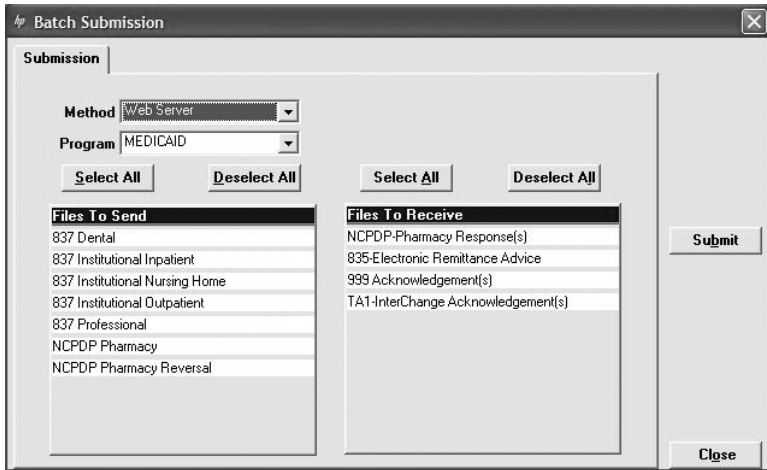 hp Batch Submission
Submission
Method Web Server
Program MEDICAID
Select All Deselect All Select All Deselect All
Files To Send
837 Dental
837 Institutional Inpatient
837 Institutional Nursing Home
837 Institutional Outpatient
837 Professional
NCPDP Pharmacy
NCPDP Pharmacy Reversal
Files To Receive
NCPDP-Pharmacy Response(s)
835-Electronic Remittance Advice
999 Acknowledgement(s)
TA1-InterChange Acknowledgement(s)
Submit
Close